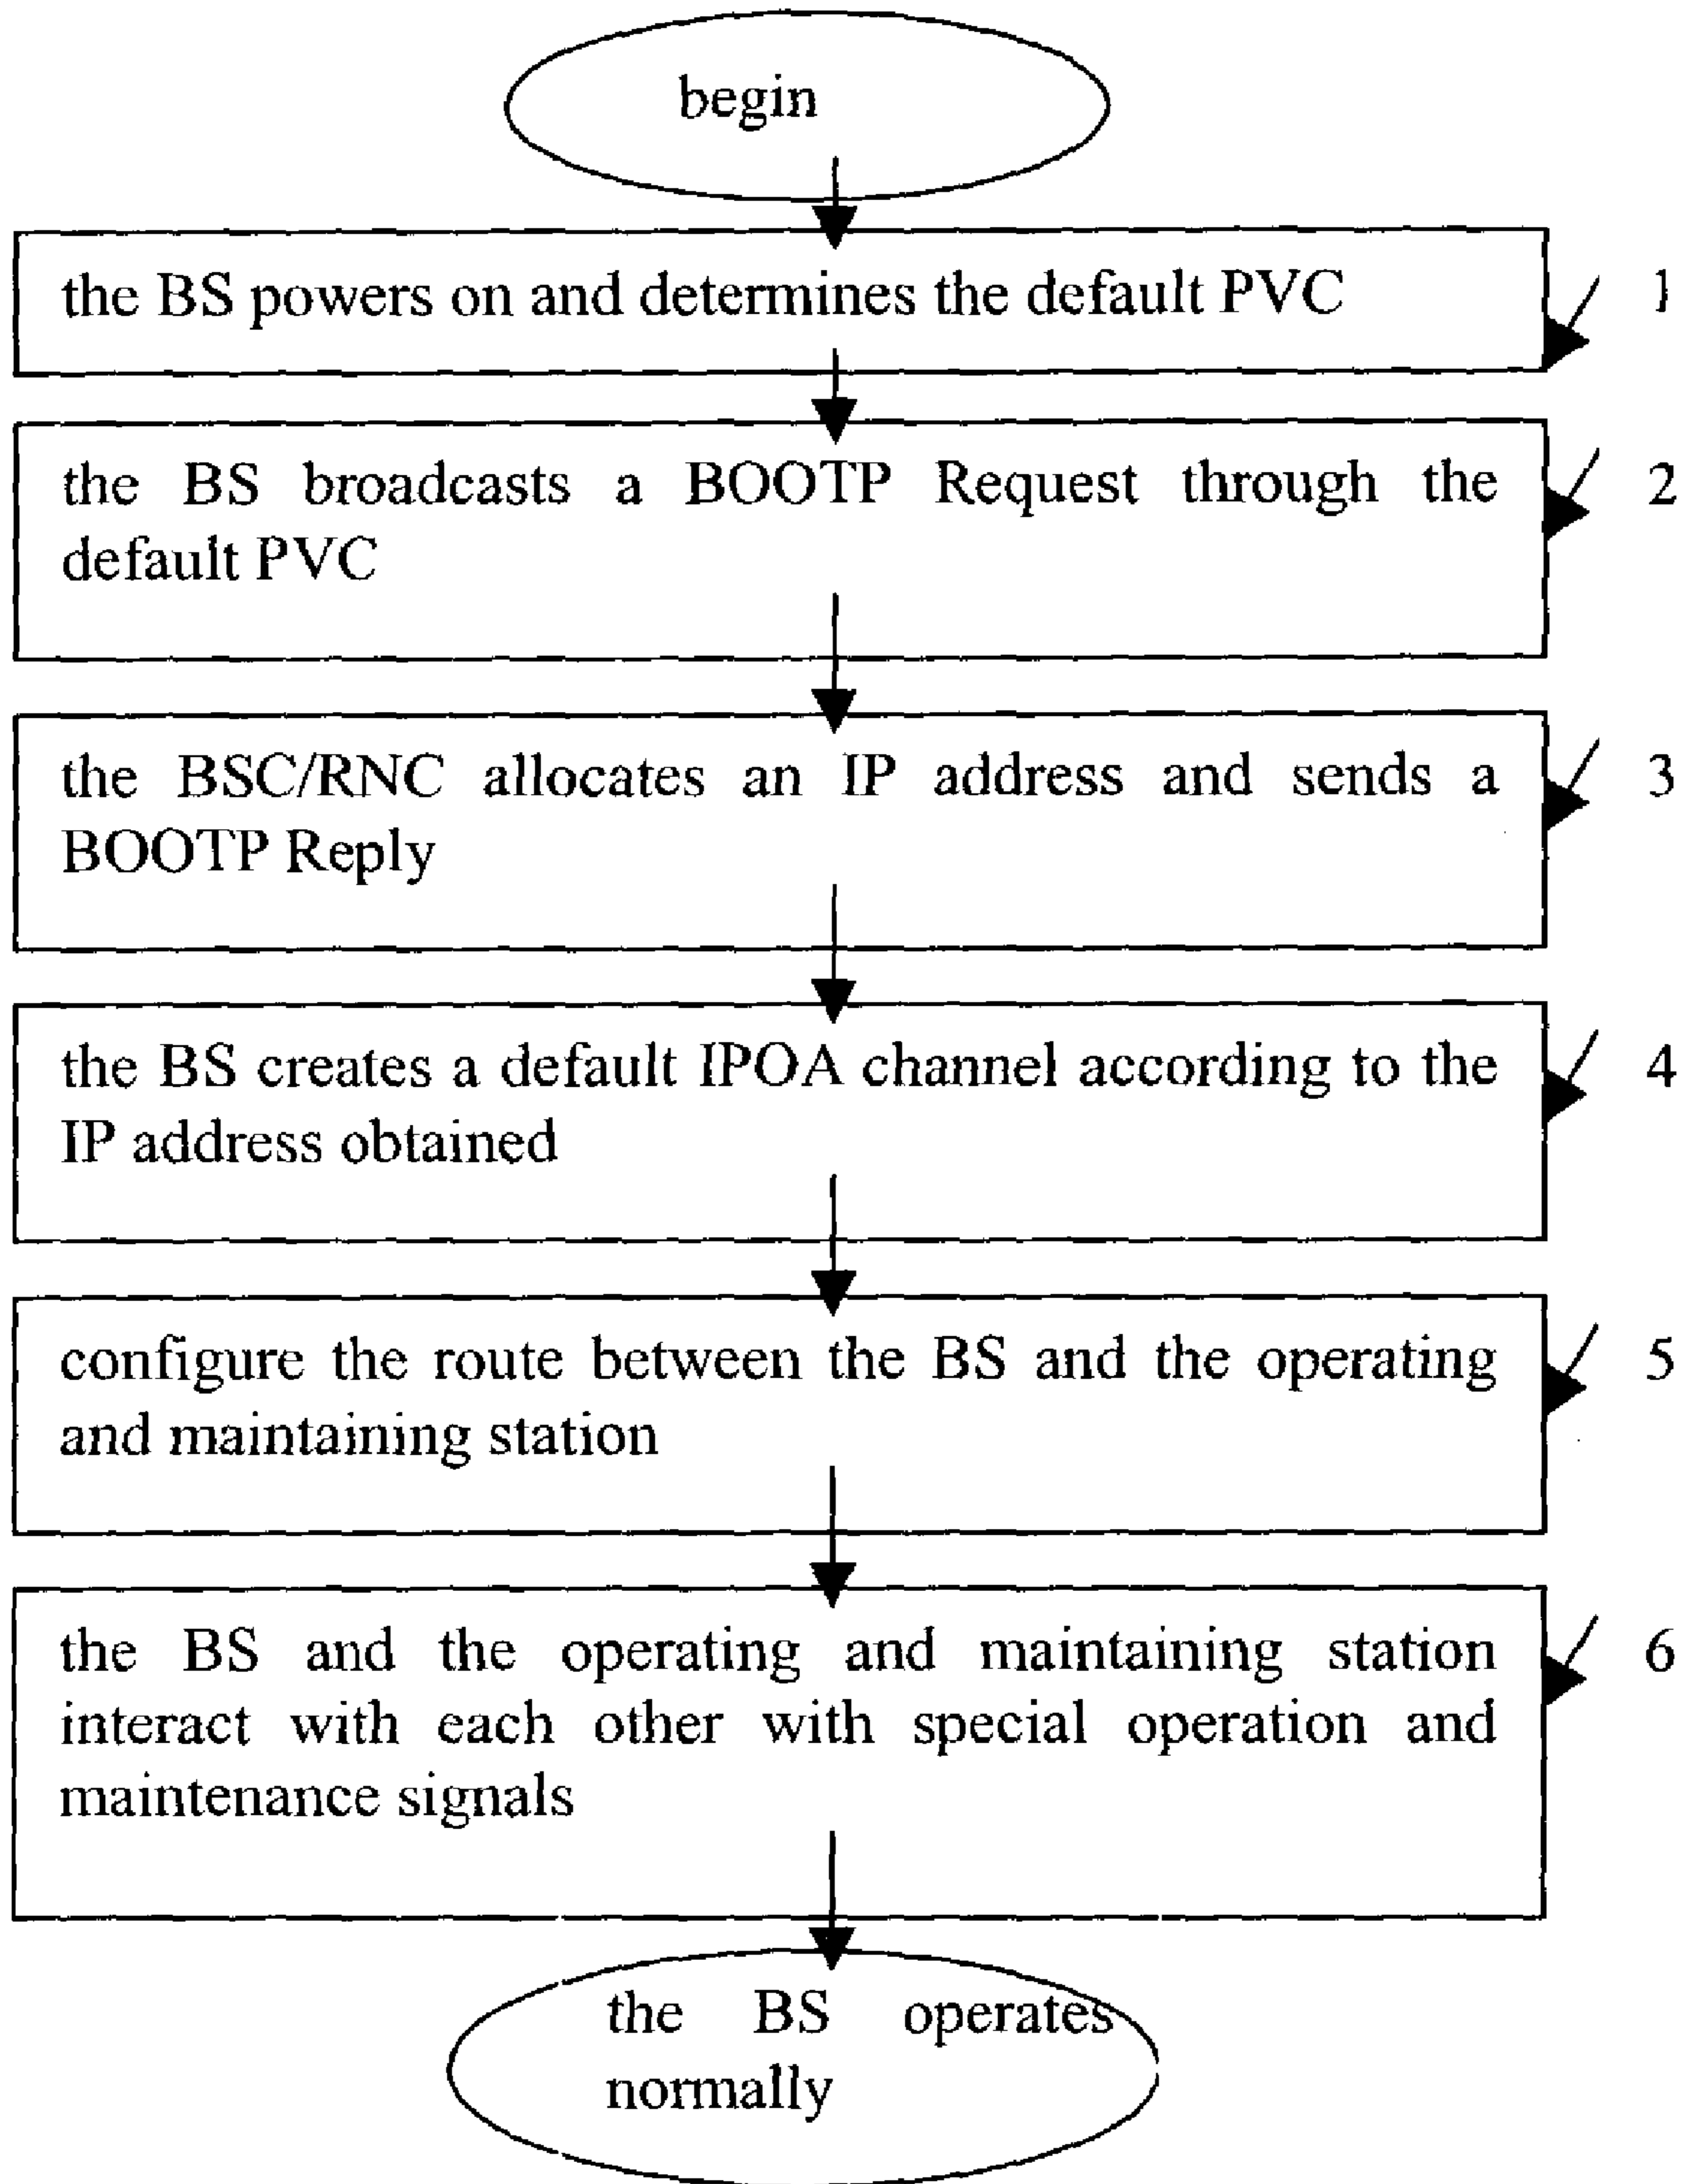 begin
the BS powers on and determines the default PVC
1
the BS broadcasts a BOOTP Request through the
default PVC
2
the BSC/RNC allocates an IP address and sends a
BOOTP Reply
3
the BS creates a default IPOA channel according to the
IP address obtained
4
configure the route between the BS and the operating
and maintaining station
5
the BS and the operating and maintaining station
interact with each other with special operation and
maintenance signals
6
the BS operates
normally